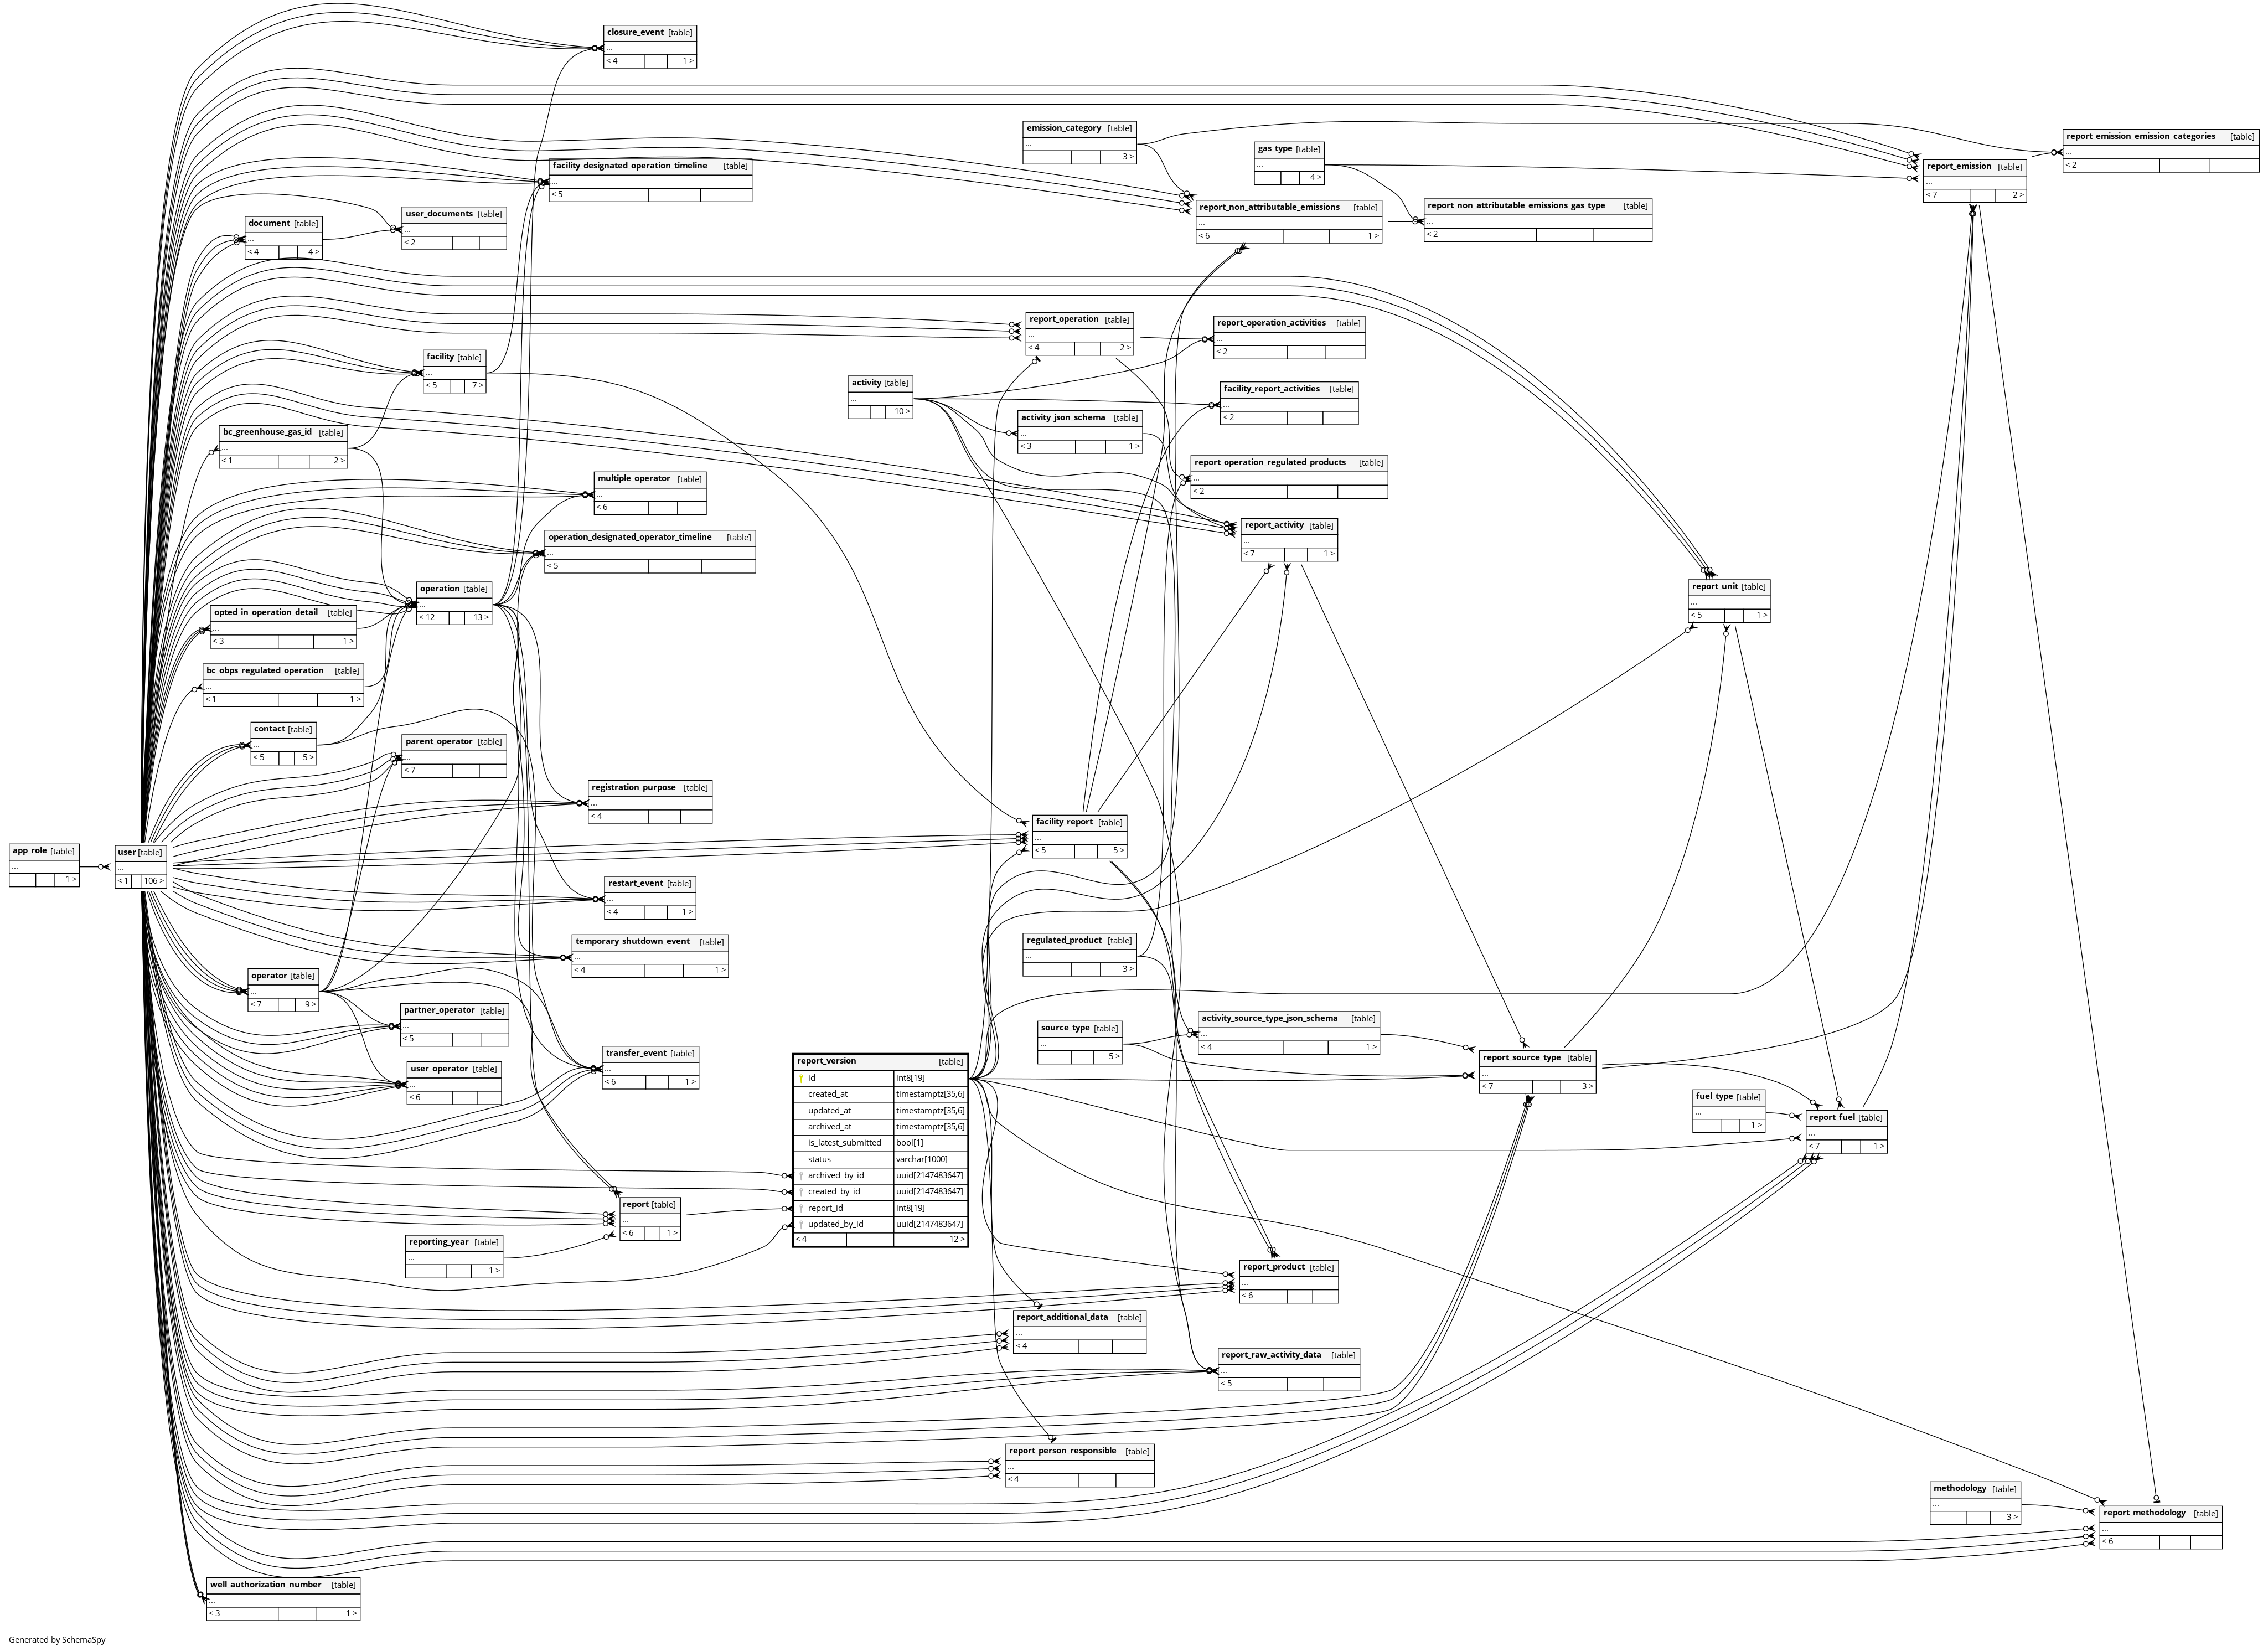 closure_event [table]
...
< 4 1 >
emission_category [table]
...
3 >
report_emission_emission_categories [table]
...
< 2
gas_type [table]
...
4 >
facility_designated_operation_timeline [table]
...
< 5
report_emission [table]
...
< 7 2 >
report_non_attributable_emissions [table]
...
< 6 1 >
report_non_attributable_emissions_gas_type [table]
...
< 2
user_documents [table]
...
< 2
document [table]
...
< 4 4 >
report_operation [table]
...
< 4 2 >
report_operation_activities [table]
...
< 2
facility [table]
...
< 5 7 >
activity [table]
...
10 >
facility_report_activities [table]
...
< 2
activity_json_schema [table]
...
< 3 1 >
bc_greenhouse_gas_id [table]
...
< 1 2 >
report_operation_regulated_products [table]
...
< 2
multiple_operator [table]
...
< 6
report_activity [table]
...
< 7 1 >
operation_designated_operator_timeline [table]
...
< 5
report_unit [table]
...
< 5 1 >
operation [table]
...
< 12 13 >
opted_in_operation_detail [table]
...
< 3 1 >
bc_obps_regulated_operation [table]
...
< 1 1 >
contact [table]
...
< 5 5 >
parent_operator [table]
...
< 7
registration_purpose [table]
...
< 4
facility_report [table]
...
< 5 5 >
app_role [table]
...
1 >
user [table]
...
< 1 106 >
restart_event [table]
...
< 4 1 >
temporary_shutdown_event [table]
...
< 4 1 >
regulated_product [table]
...
3 >
operator [table]
...
< 7 9 >
partner_operator [table]
...
< 5
source_type [table]
...
5 >
activity_source_type_json_schema [table]
...
< 4 1 >
transfer_event [table]
...
< 6 1 >
user_operator [table]
...
< 6
report_source_type [table]
...
< 7 3 >
fuel_type [table]
...
1 >
report_fuel [table]
...
< 7 1 >
report_version [table]
id int8[19]
created_at timestamptz[35,6]
updated_at timestamptz[35,6]
archived_at timestamptz[35,6]
is_latest_submitted bool[1]
status varchar[1000]
archived_by_id uuid[2147483647]
created_by_id uuid[2147483647]
report_id int8[19]
updated_by_id uuid[2147483647]
< 4 12 >
report [table]
...
< 6 1 >
reporting_year [table]
...
1 >
report_product [table]
...
< 6
report_additional_data [table]
...
< 4
report_raw_activity_data [table]
...
< 5
report_person_responsible [table]
...
< 4
methodology [table]
...
3 >
report_methodology [table]
...
< 6
well_authorization_number [table]
...
< 3 1 >
Generated by SchemaSpy